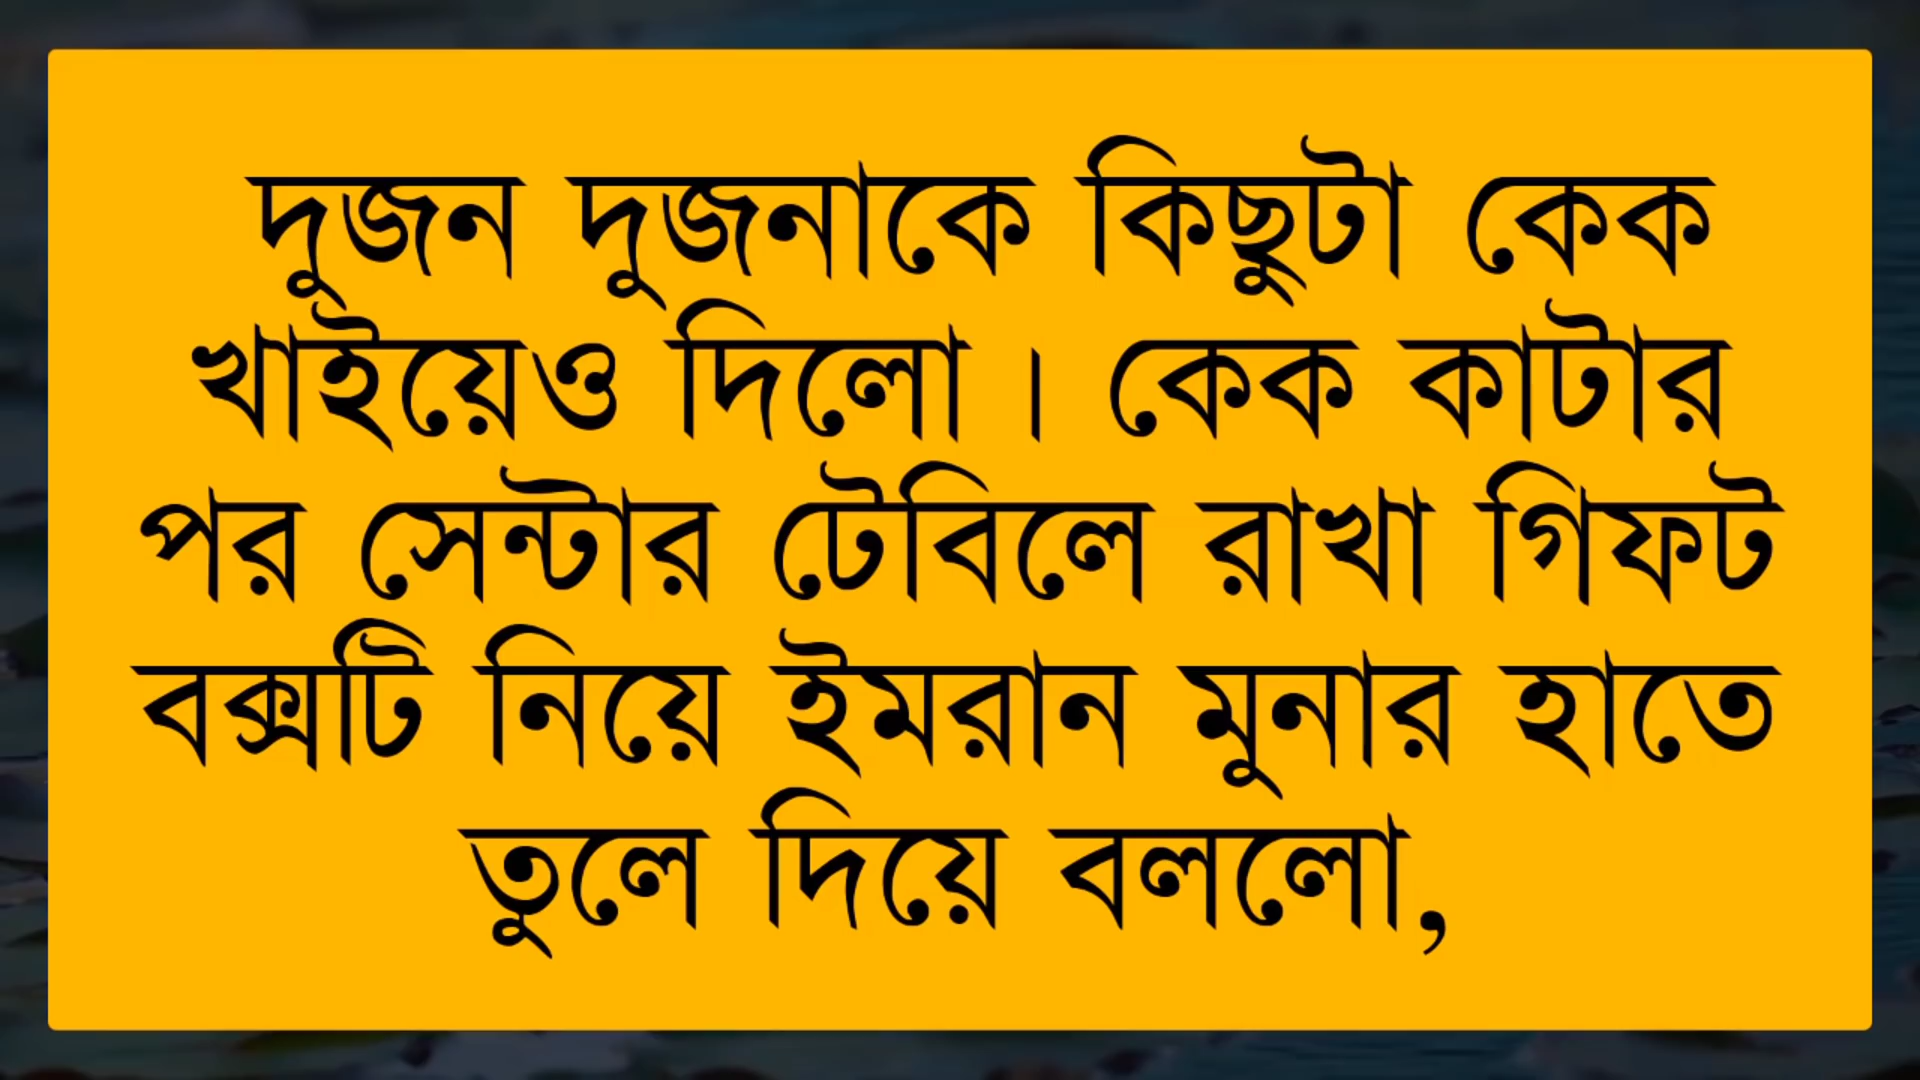 দুজন দুজনাকে কিছুটা কেক
খাইয়েও দিলো । কেক কাটার
পর সেন্টার টেবিলে রাখা গিফট
বক্সটি নিয়ে ইমরান মুনার হাতে
তুলে দিয়ে বললো,